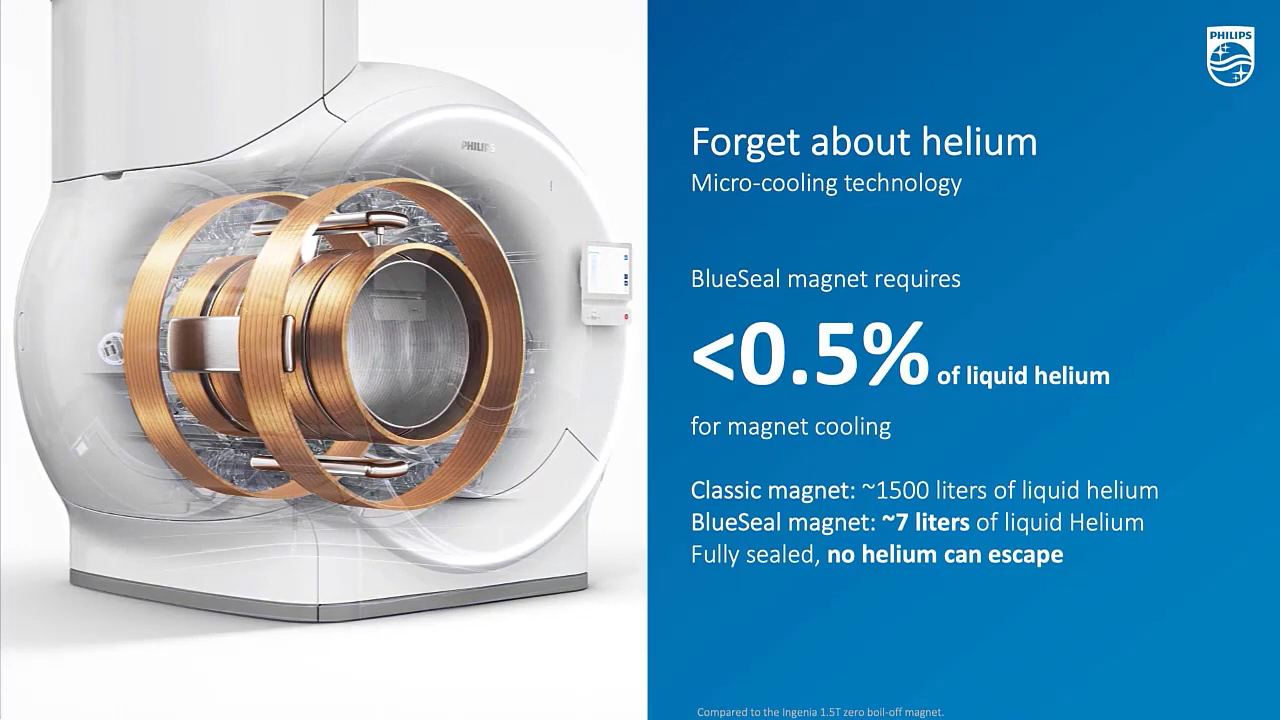 PHILIPS
PHILIPS
Forget about helium
Micro-cooling technology
BlueSeal magnet requires
<0.5% of liquid helium
for magnet cooling
Classic magnet: ~1500 liters of liquid helium
BlueSeal magnet: ~7 liters of liquid Helium
Fully sealed, no helium can escape
Compared to the Ingenia 1.5T zero boil-off magnet.